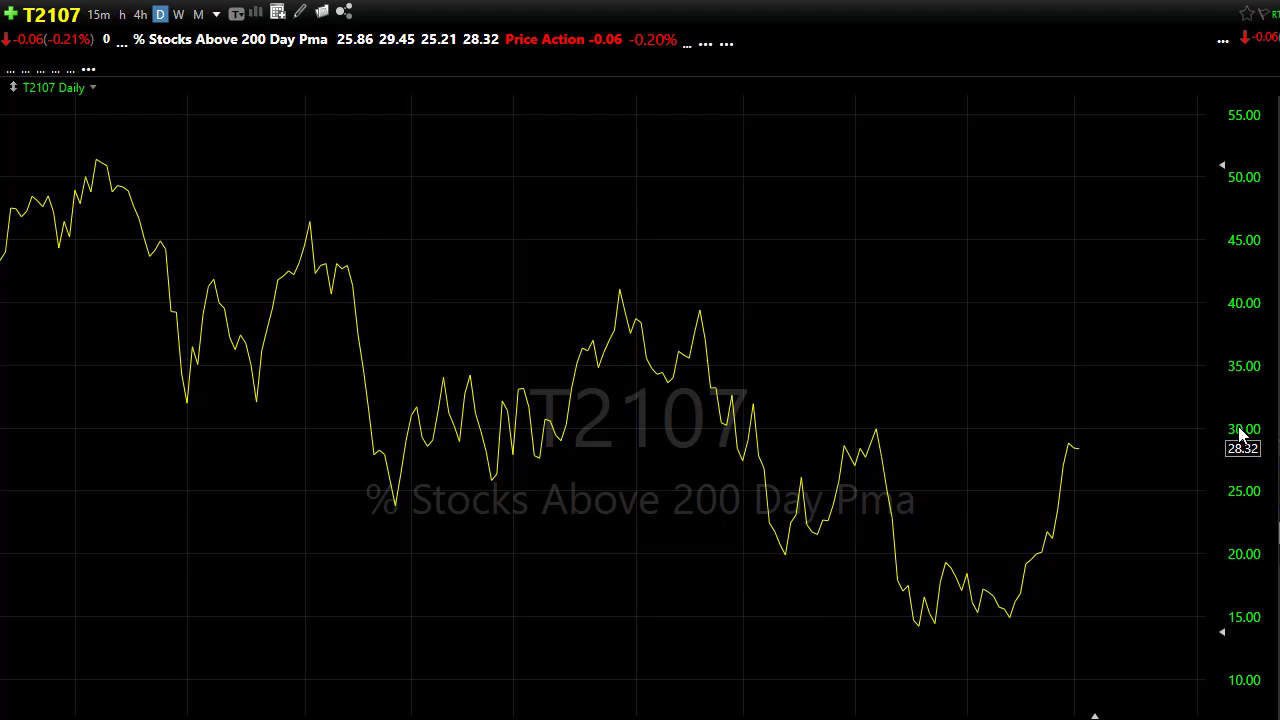 T2107 15m h 4h D W M
-0.06(-0.21%) 0 ... % Stocks Above 200 Day Pma 25.86 29.45 25.21 28.32 Price Action -0.06 -0.20% ... ... ... ... -0.06
... ... ... ... ... ...
T2107 Daily
55.00
50.00
45.00
40.00
35.00
T2107
30.00
28.32
25.00
% Stocks Above 200 Day Pma
20.00
15.00
10.00